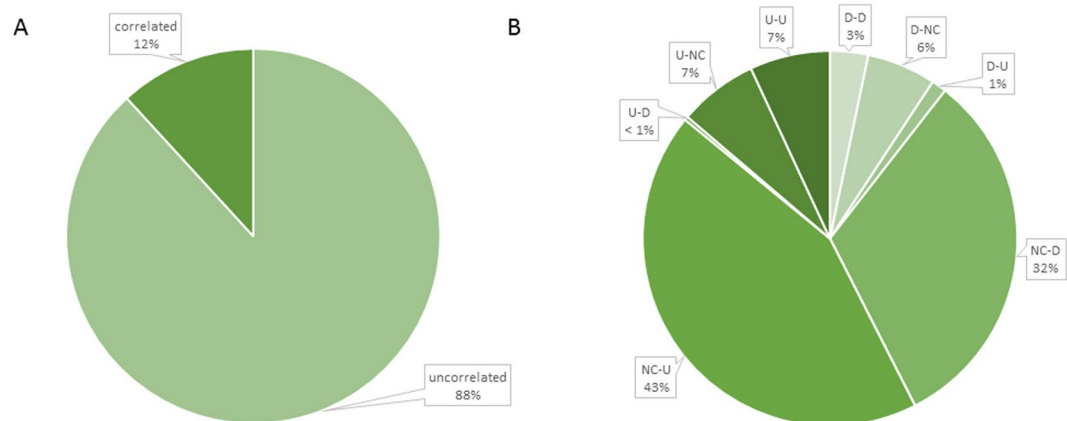 A
correlated
12%
uncorrelated
88%
B
U-U
7%
D-D
3%
D-NC
6%
D-U
1%
U-NC
7%
U-D
< 1%
NC-D
32%
NC-U
43%